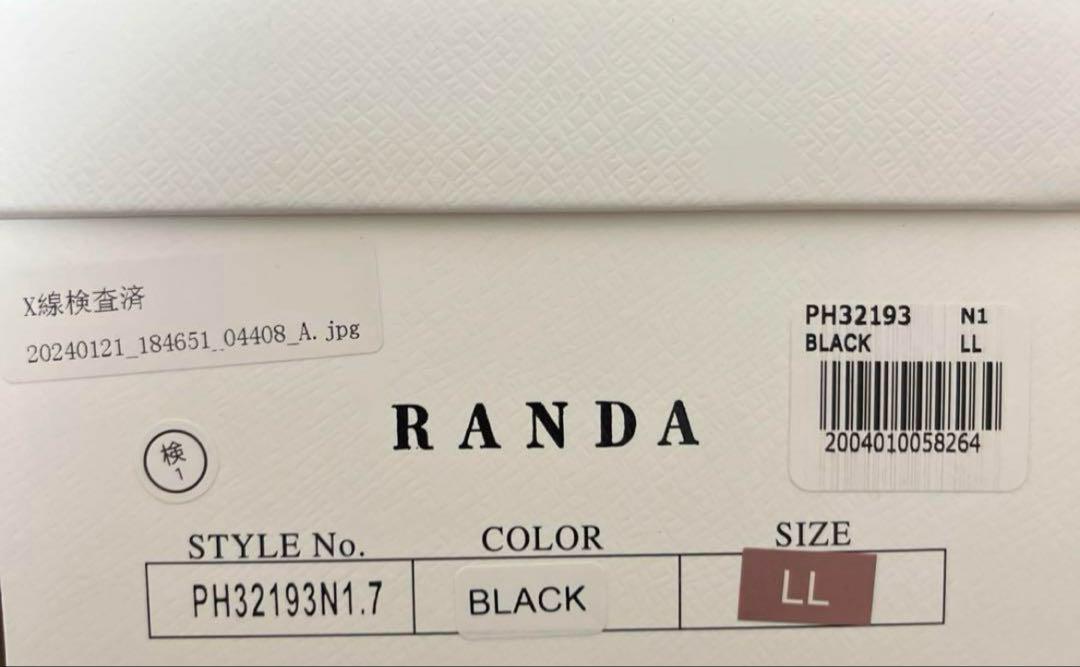 X線検査済
20240121_184651_04408_A.jpg
検
1
RANDA
PH32193 N1
BLACK LL
2004010058264
STYLE No. COLOR SIZE
PH32193N1.7 BLACK LL